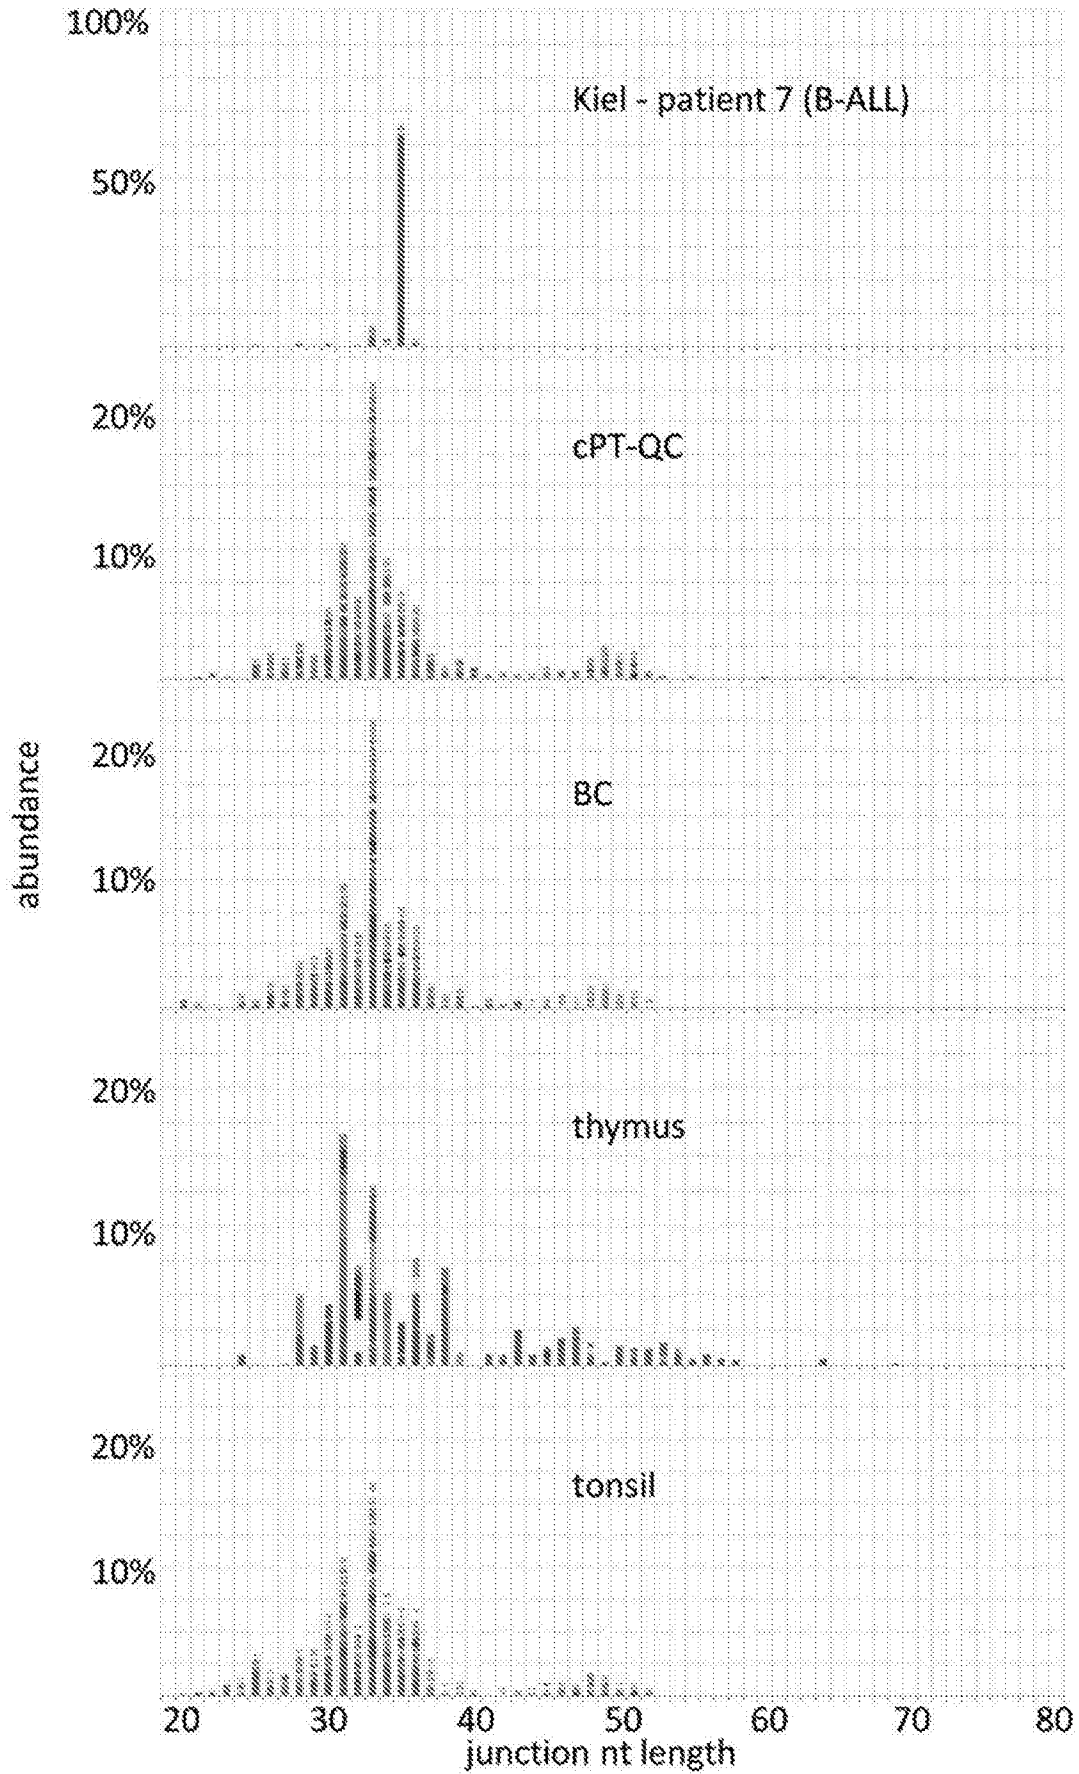 100%
Kiel - patient 7 (B-ALL)
50%
20%
cPT-QC
10%
20%
BC
10%
abundance
20%
thymus
10%
20%
tonsil
10%
20 30 40 50 60 70 80
junction nt length